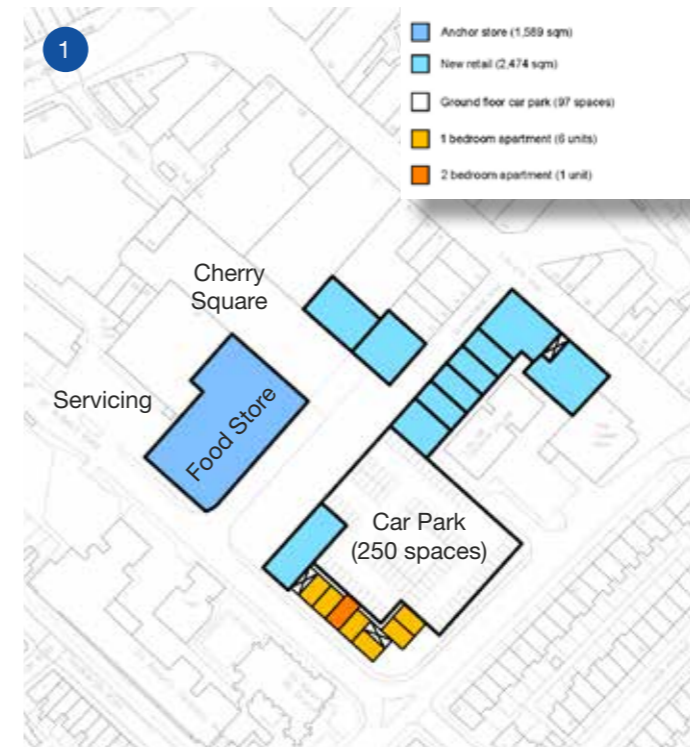 1
Anchor store (1,589 sqm)
New retail (2,474 sqm)
Ground floor car park (97 spaces)
1 bedroom apartment (6 units)
2 bedroom apartment (1 unit)
Cherry
Square
Servicing
Food Store
Car Park
(250 spaces)